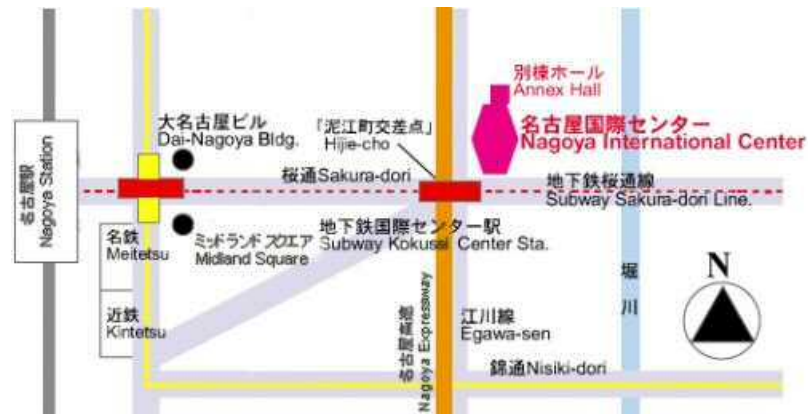 別棟ホール
Annex Hall
名古屋国際センター
Nagoya International Center
大名古屋ビル
Dai-Nagoya Bldg.
「泥江町交差点」
Hijie-cho
名古屋駅
Nagoya Station
桜通Sakura-dori
地下鉄桜通線
Subway Sakura-dori Line.
名鉄
Meitetsu
ミッドランドスクエア
Midland Square
地下鉄国際センター駅
Subway Kokusai Center Sta.
堀川
N
近鉄
Kintetsu
名古屋高速
Nagoya Expressway
江川線
Egawa-sen
錦通Nisiki-dori